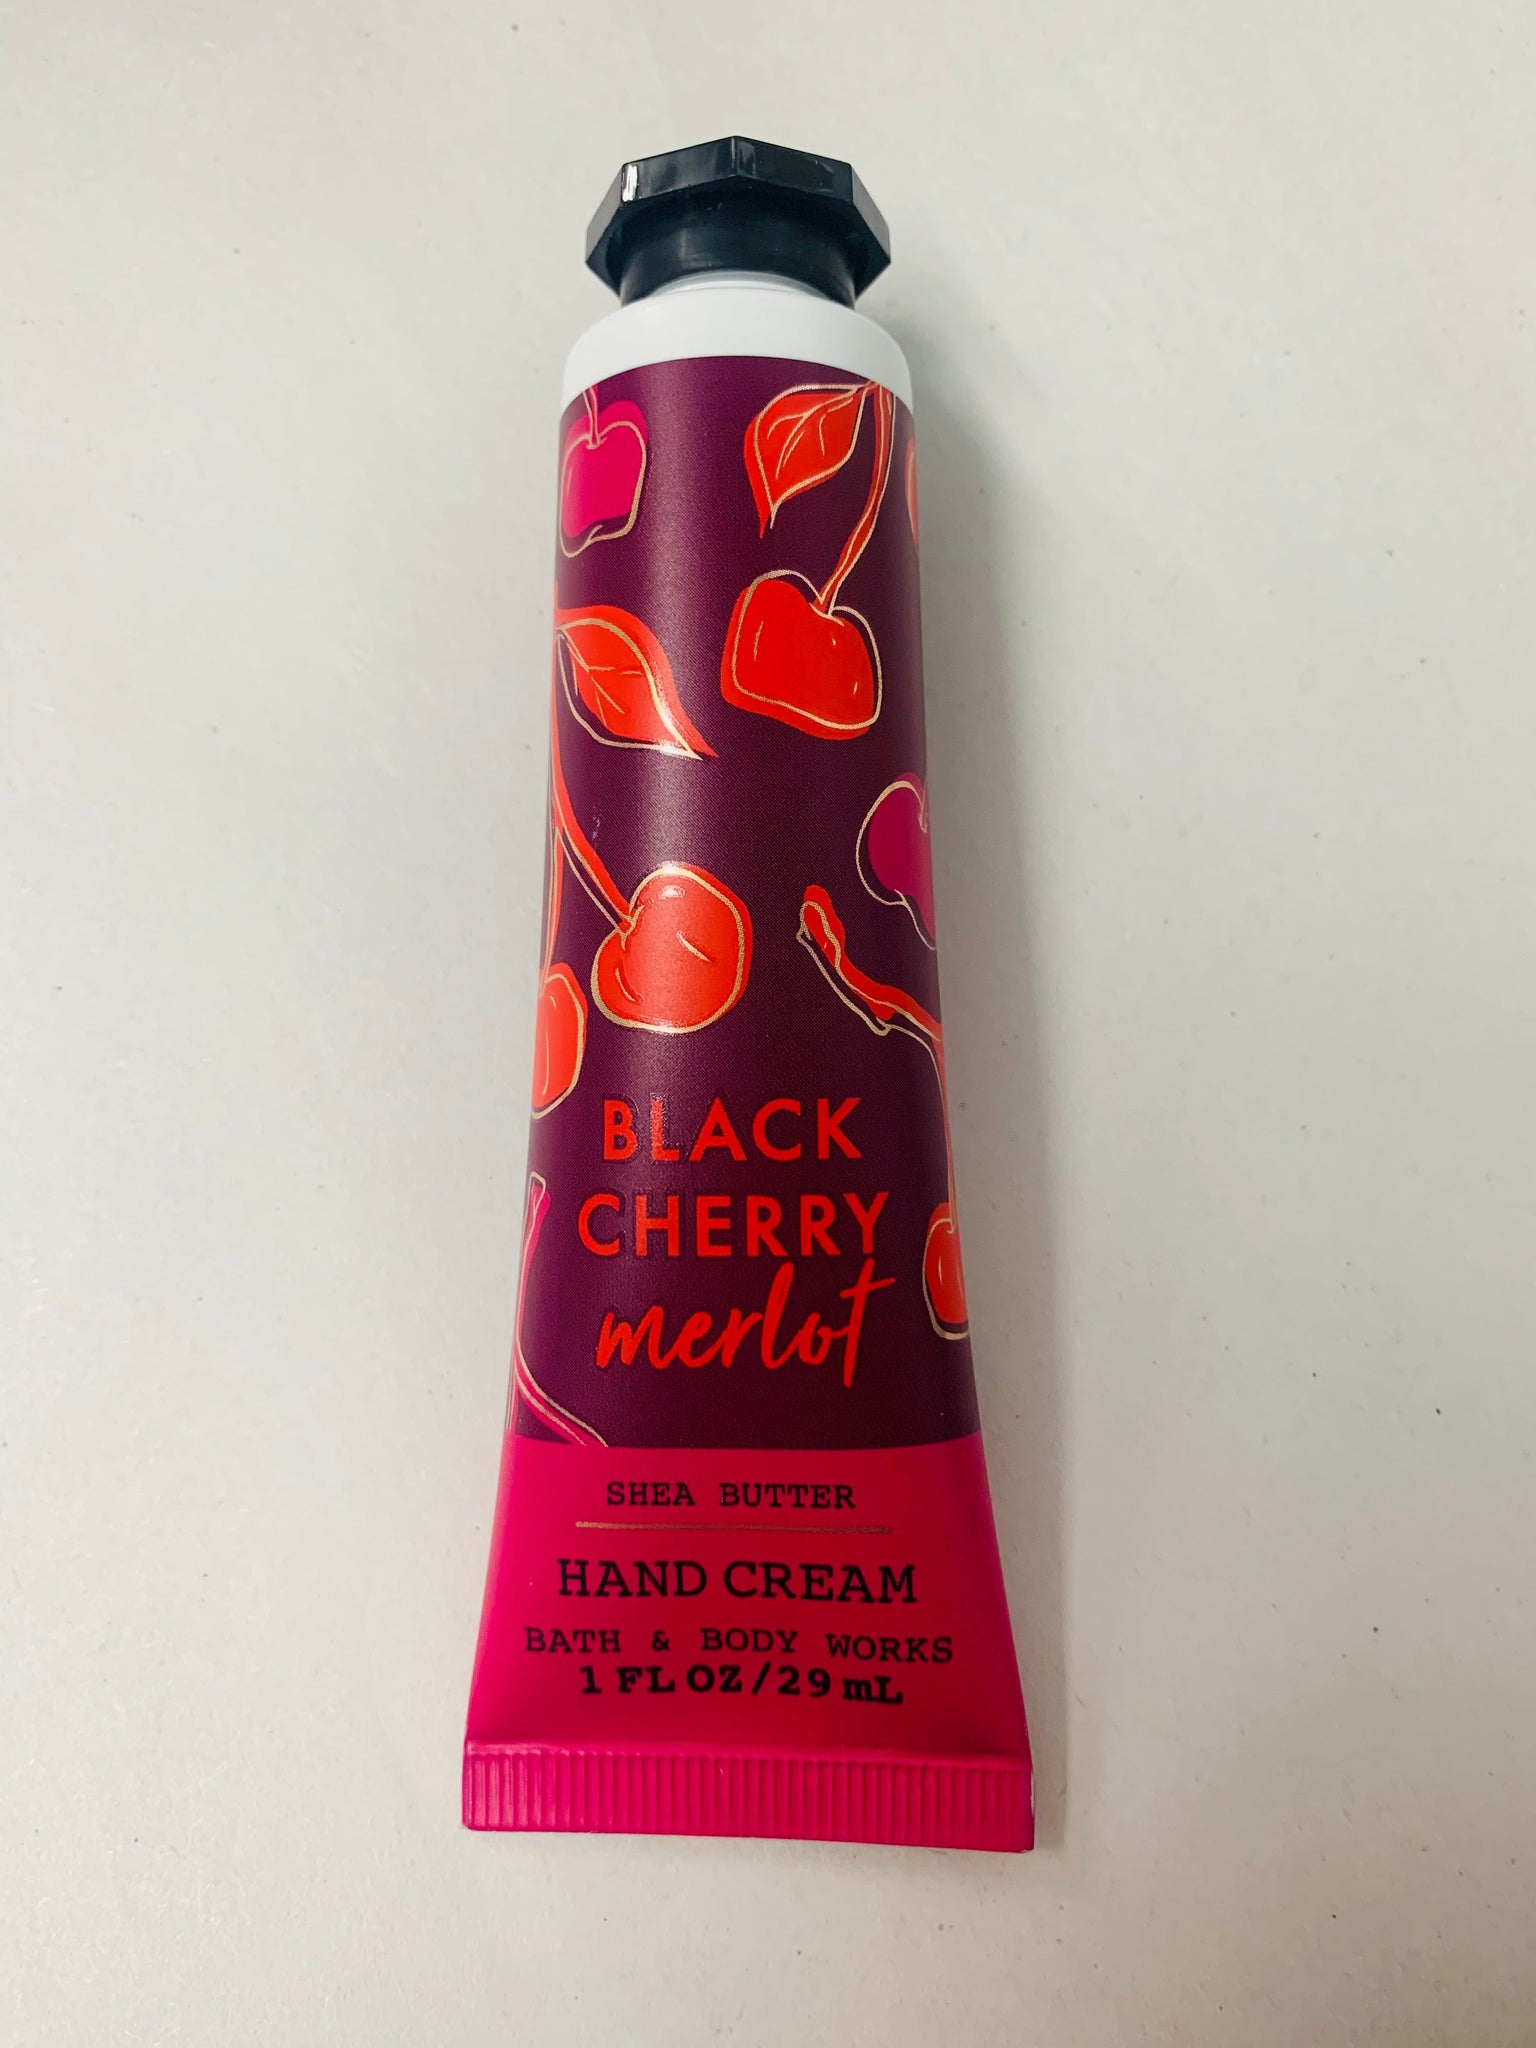 BLACK
CHERRY
merlot
SHEA BUTTER
HAND CREAM
BATH & BODY WORKS
1 FL OZ/29 mL